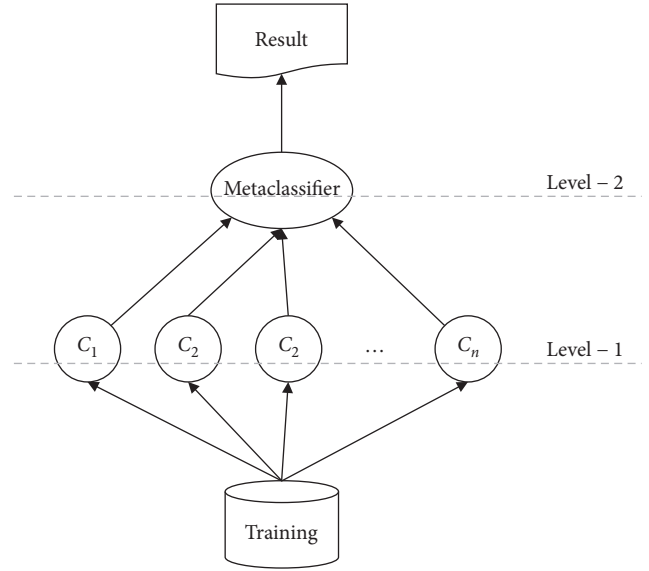 Result
Metaclassifier
Level – 2
C₁ C₂ C₂ … Cₙ
Level – 1
Training